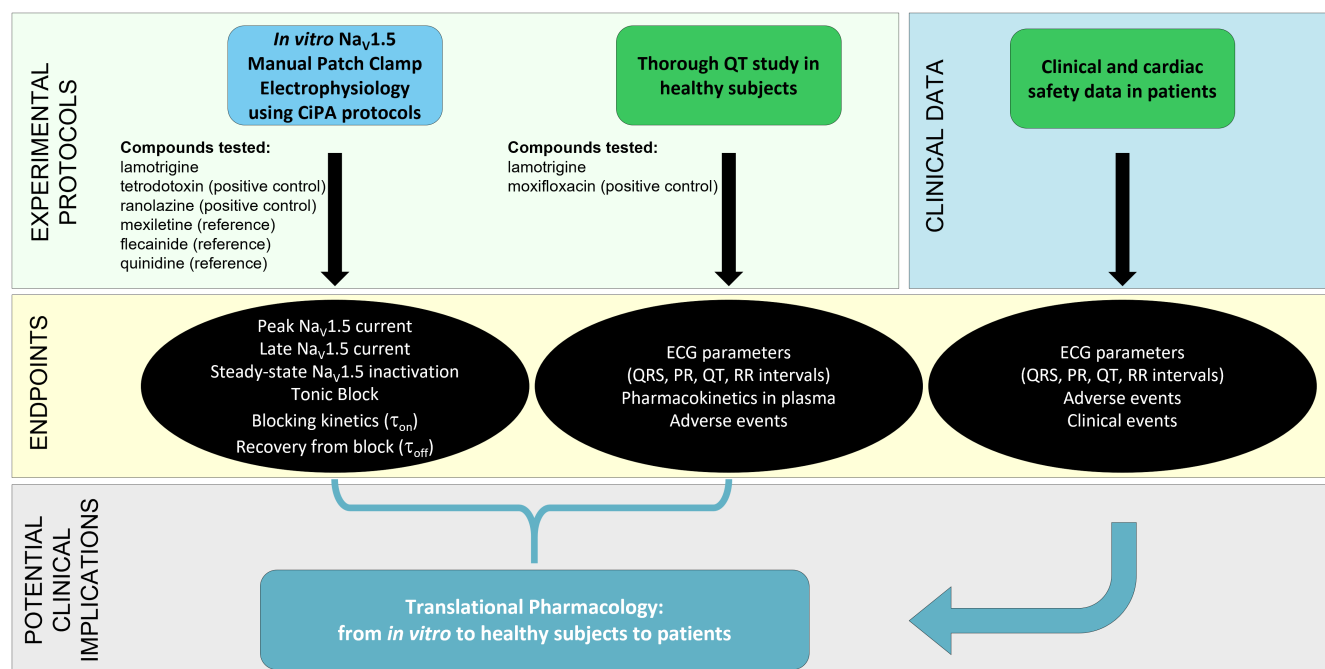 EXPERIMENTAL
PROTOCOLS
In vitro NaV1.5
Manual Patch Clamp
Electrophysiology
using CiPA protocols
Compounds tested:
lamotrigine
tetrodotoxin (positive control)
ranolazine (positive control)
mexiletine (reference)
flecainide (reference)
quinidine (reference)
Thorough QT study in
healthy subjects
Compounds tested:
lamotrigine
moxifloxacin (positive control)
CLINICAL DATA
Clinical and cardiac
safety data in patients
ENDPOINTS
Peak NaV1.5 current
Late NaV1.5 current
Steady-state NaV1.5 inactivation
Tonic Block
Blocking kinetics (τon)
Recovery from block (τoff)
ECG parameters
(QRS, PR, QT, RR intervals)
Pharmacokinetics in plasma
Adverse events
ECG parameters
(QRS, PR, QT, RR intervals)
Adverse events
Clinical events
POTENTIAL
CLINICAL
IMPLICATIONS
Translational Pharmacology:
from in vitro to healthy subjects to patients